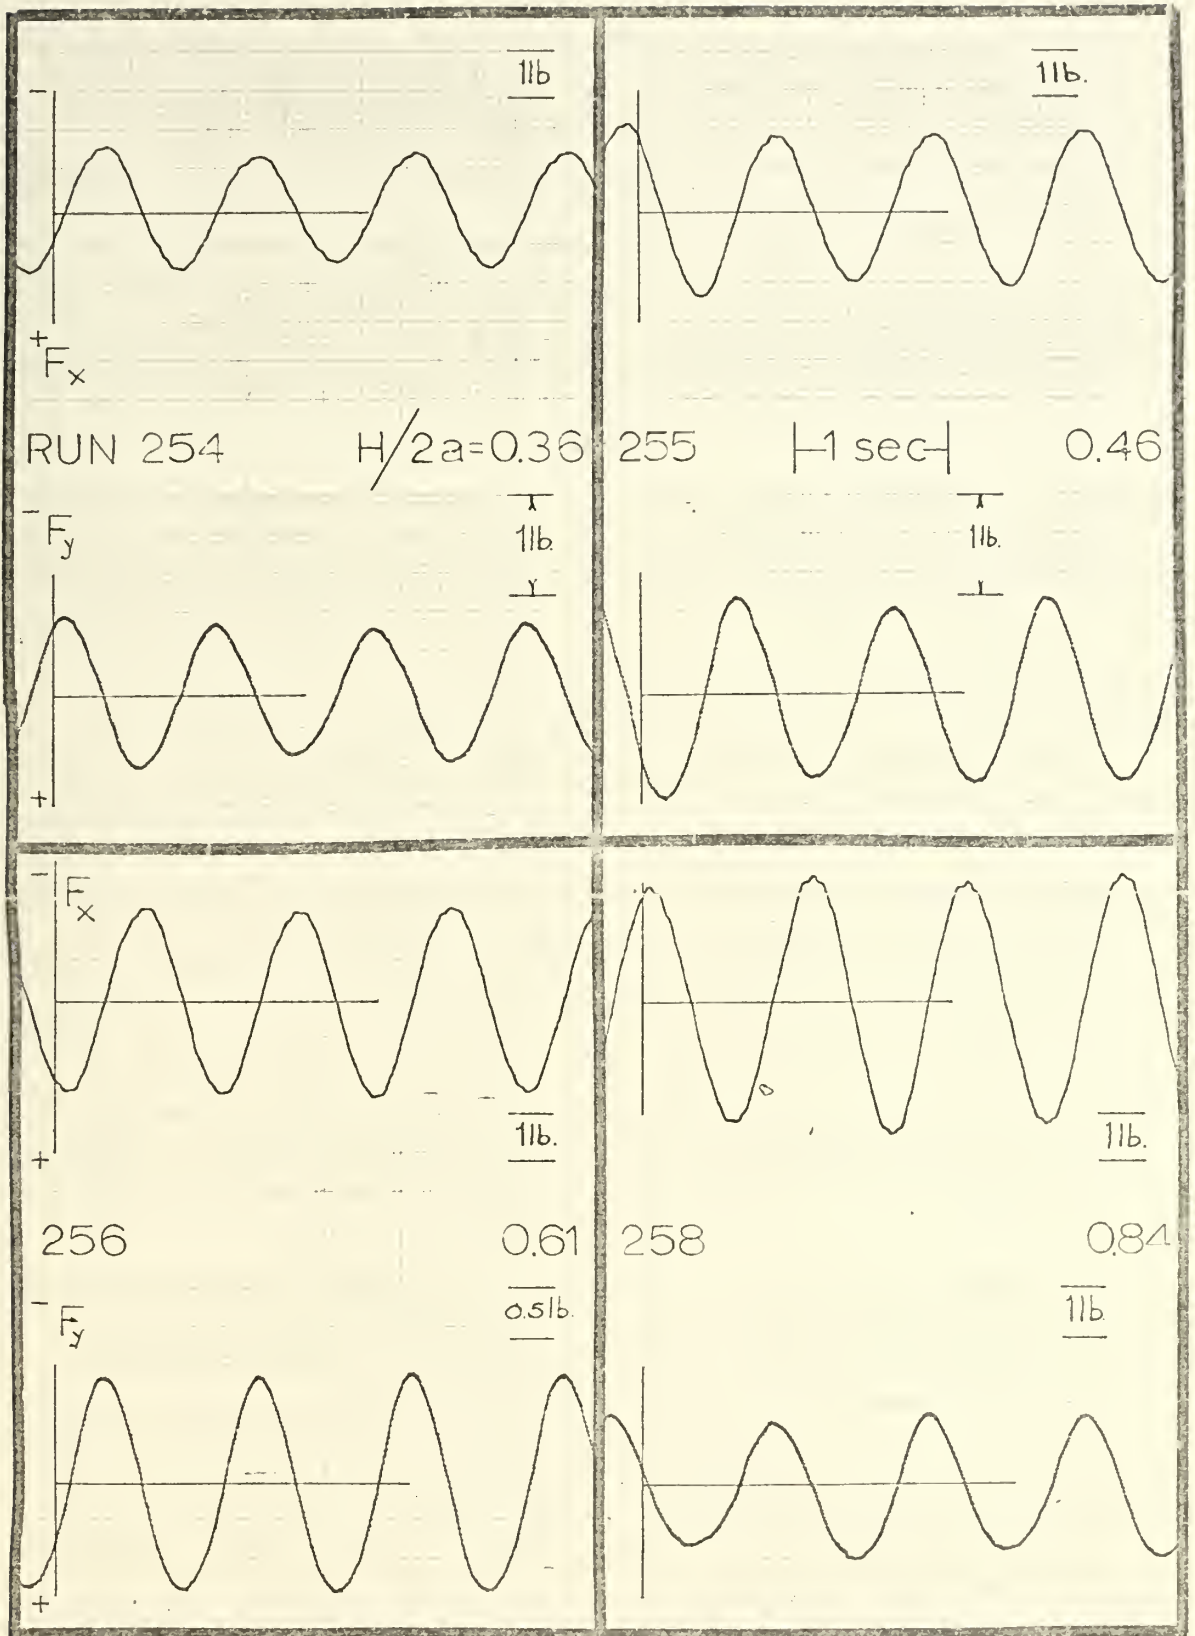 1lb
1lb.
-
+
Fx
RUN 254 H/2a=0.36
255 1 sec 0.46
- Fy
1lb.
1lb.
+
- Fx
+
1lb.
1lb.
256 0.61
258 0.84
- Fy
0.5lb.
1lb.
+